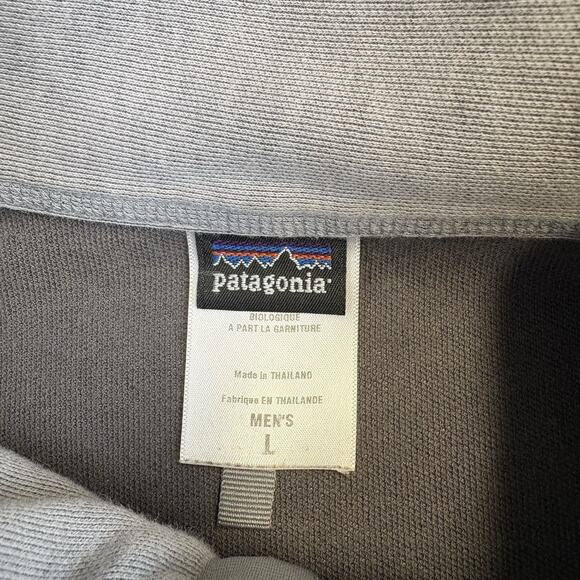 patagonia®
BIOLOGIQUE
A PART LA GARNITURE
Made in THAILAND
Fabriqué EN THAILANDE
MEN'S
L